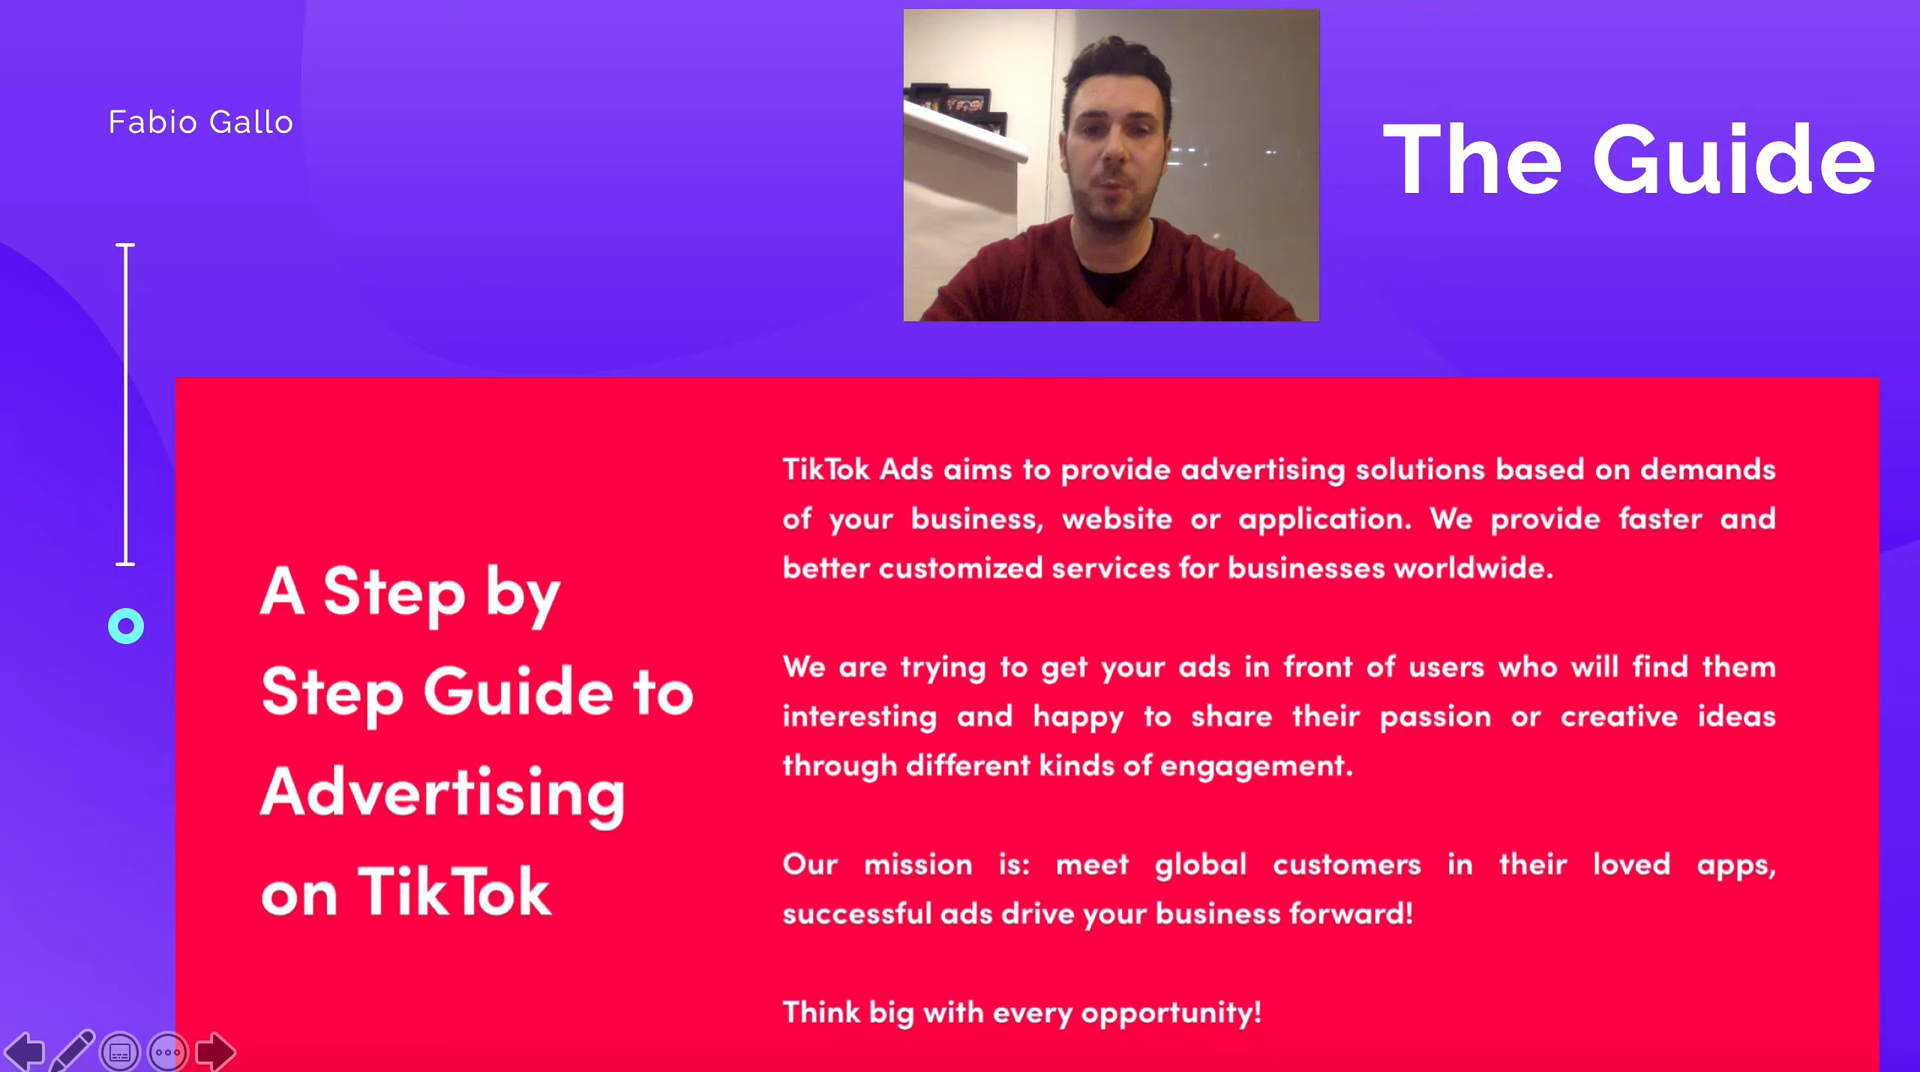 Fabio Gallo
The Guide
A Step by
Step Guide to
Advertising
on TikTok
TikTok Ads aims to provide advertising solutions based on demands
of your business, website or application. We provide faster and
better customized services for businesses worldwide.
We are trying to get your ads in front of users who will find them
interesting and happy to share their passion or creative ideas
through different kinds of engagement.
Our mission is: meet global customers in their loved apps,
successful ads drive your business forward!
Think big with every opportunity!